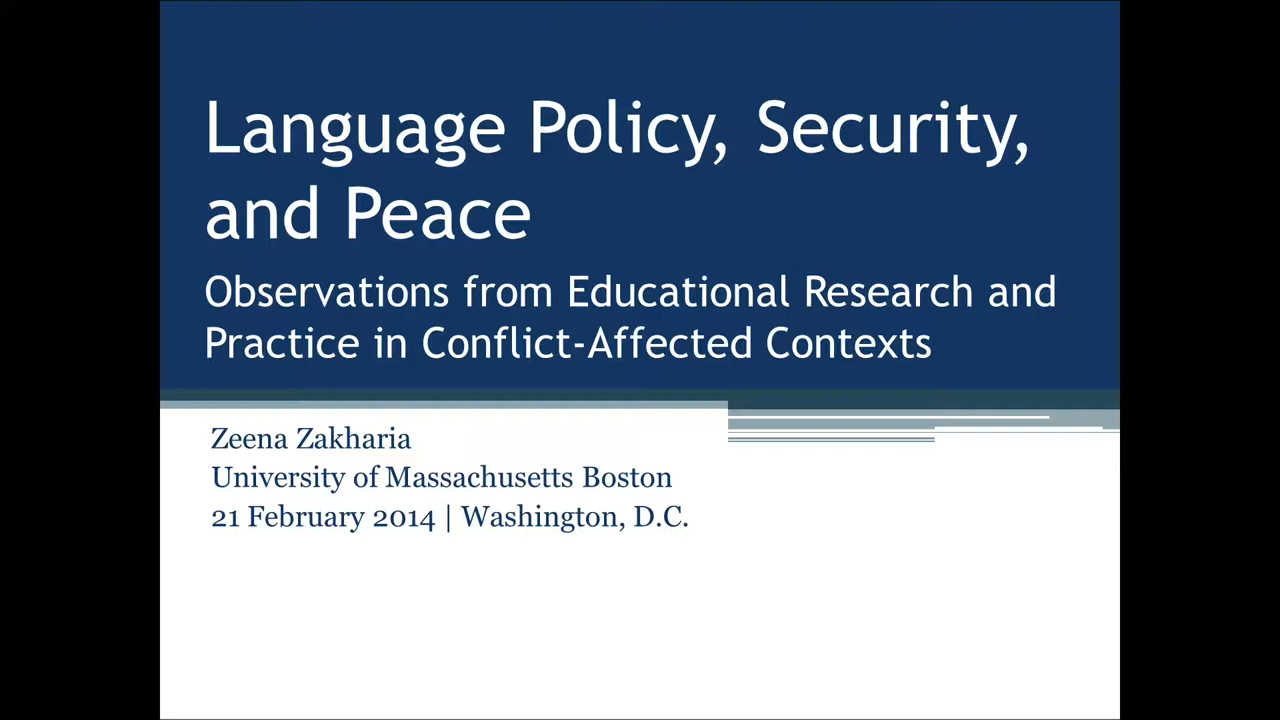 Language Policy, Security,
and Peace
Observations from Educational Research and
Practice in Conflict-Affected Contexts
Zeena Zakharia
University of Massachusetts Boston
21 February 2014 | Washington, D.C.